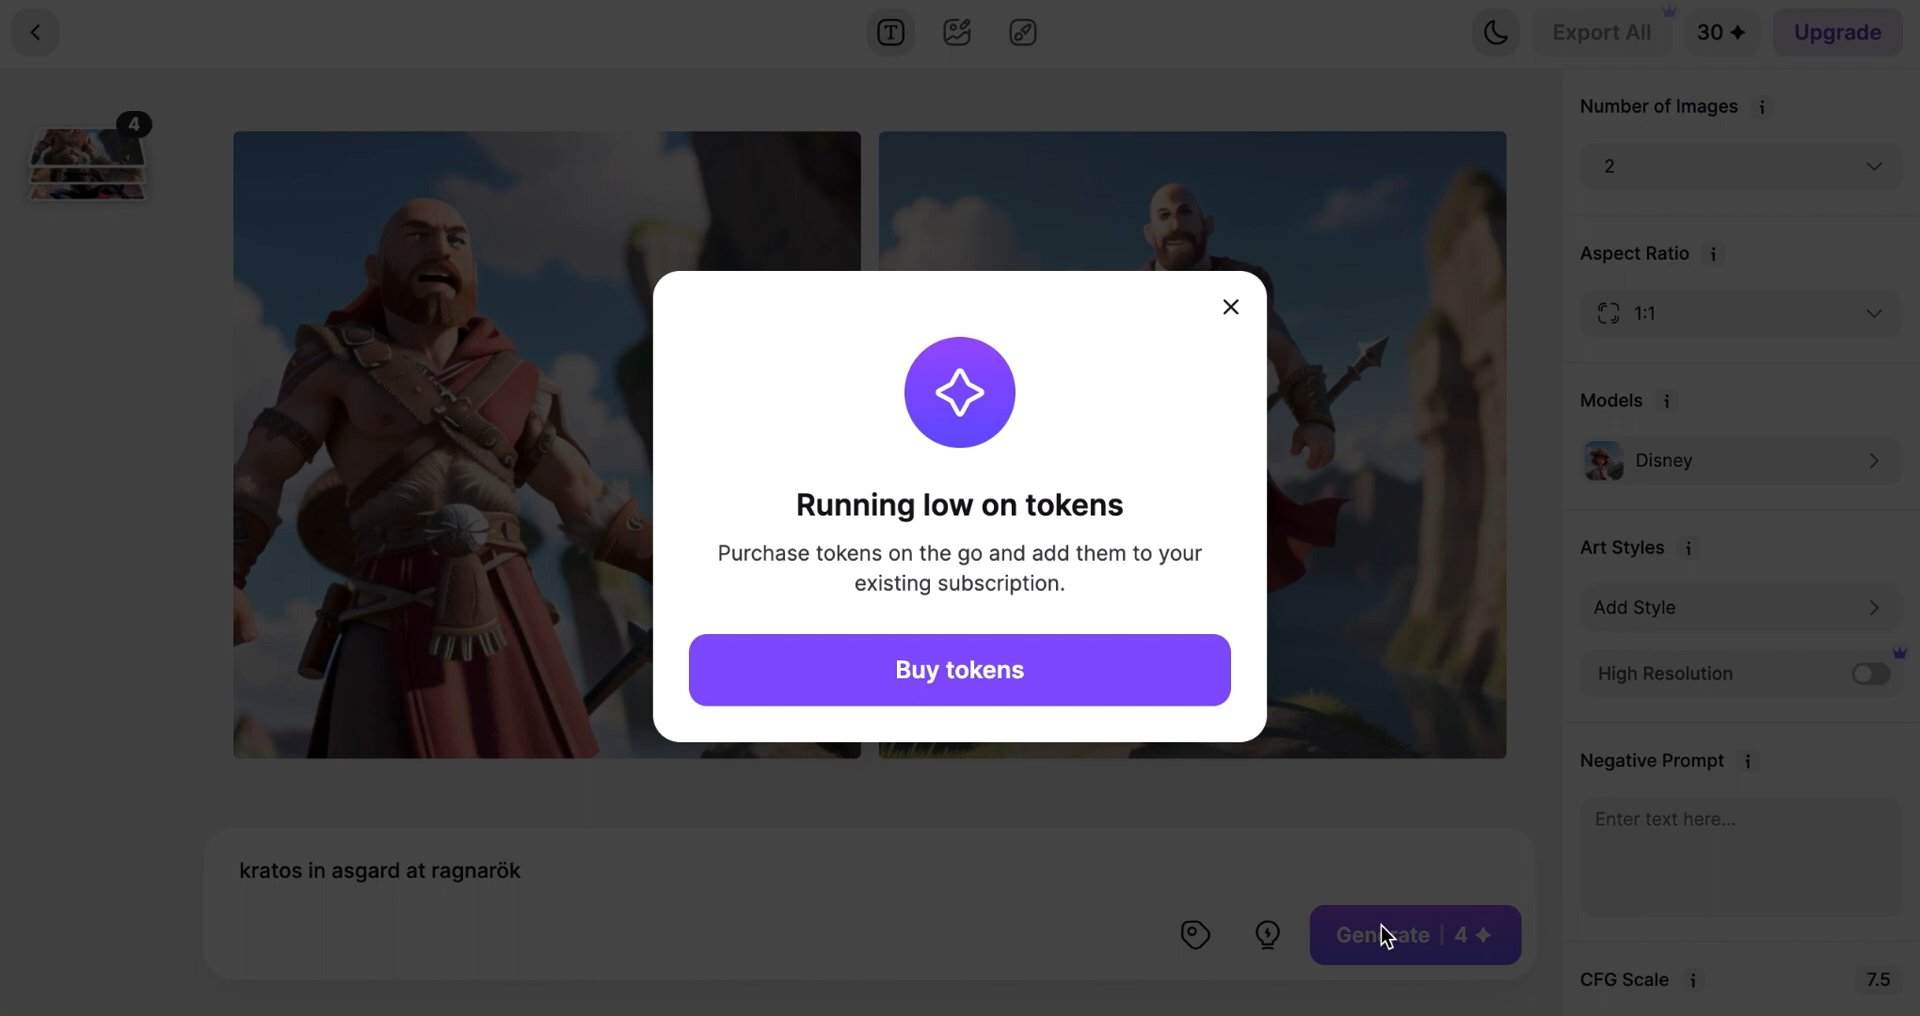 Export All
30
Upgrade
4
Number of Images
2
Aspect Ratio
1:1
Models
Disney
Art Styles
Add Style
High Resolution
Negative Prompt
Enter text here...
CFG Scale
7.5
Running low on tokens
Purchase tokens on the go and add them to your
existing subscription.
Buy tokens
kratos in asgard at ragnarök
Generate | 4